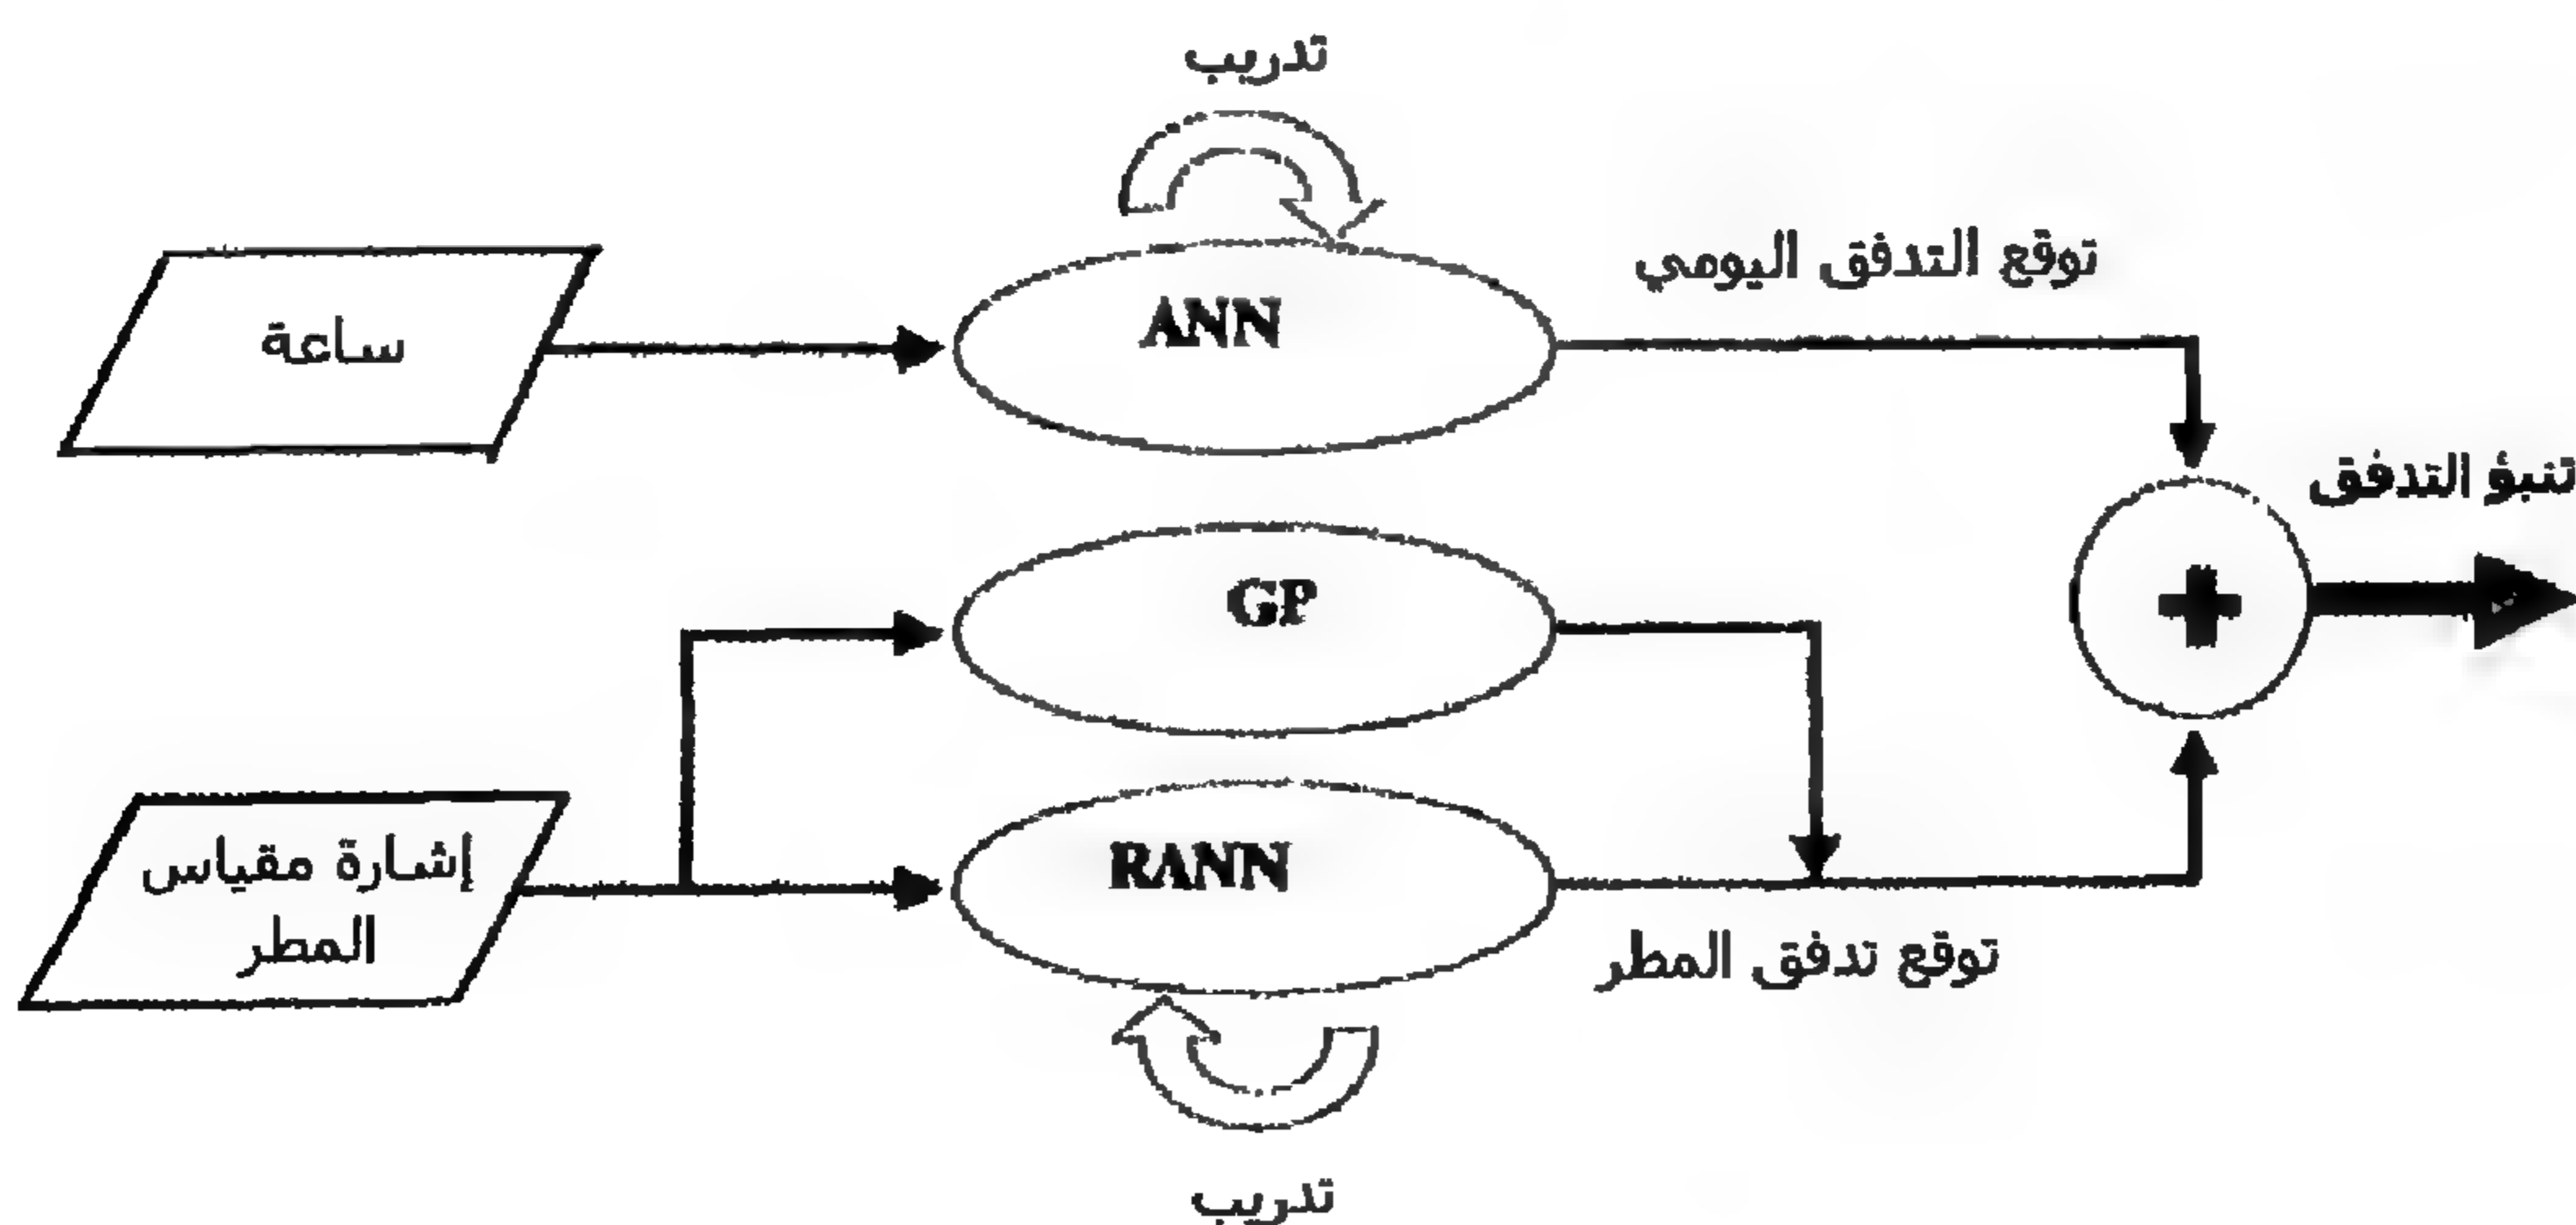 تدريب
توقع التدفق اليومي
ANN
ساعة
تنبؤ التدفق
GP
+
إشارة مقياس
المطر
RANN
توقع تدفق المطر
تدريب